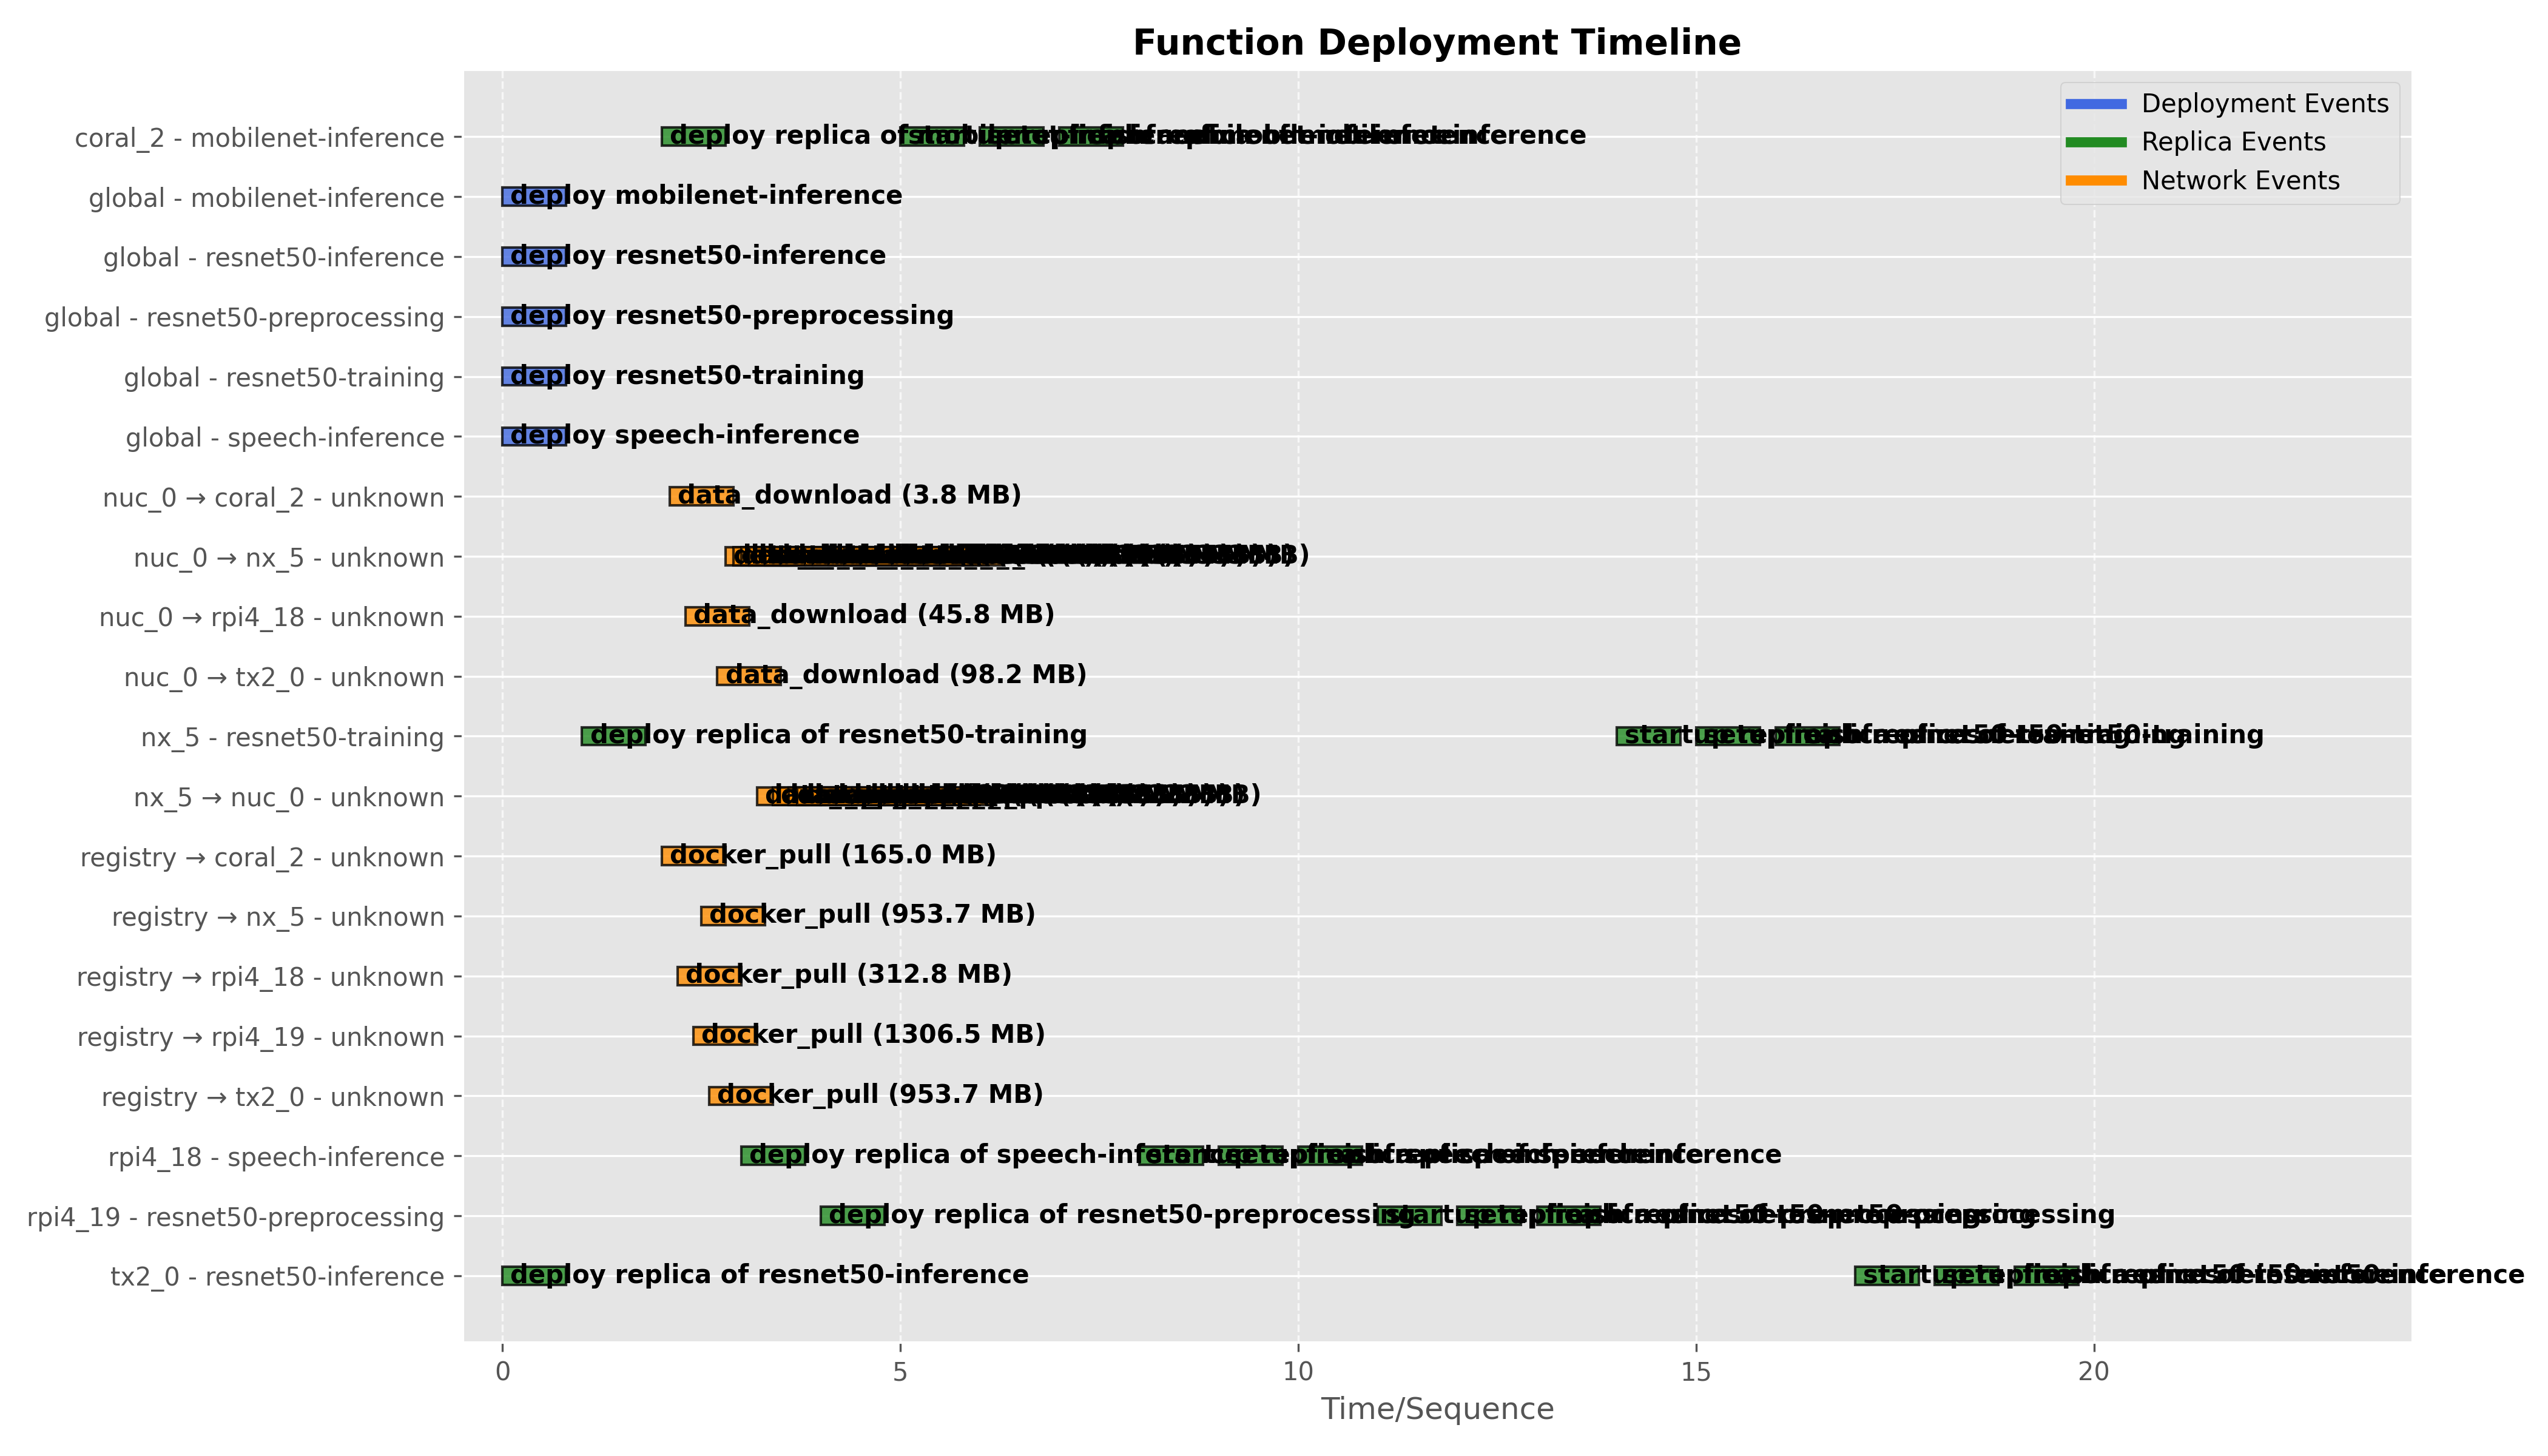 Function Deployment Timeline
Deployment Events
Replica Events
Network Events
coral_2 - mobilenet-inference
deploy replica of
global - mobilenet-inference
deploy mobilenet-inference
global - resnet50-inference
deploy resnet50-inference
global - resnet50-preprocessing
deploy resnet50-preprocessing
global - resnet50-training
deploy resnet50-training
global - speech-inference
deploy speech-inference
nuc_0 → coral_2 - unknown
data_download (3.8 MB)
nuc_0 → nx_5 - unknown
nuc_0 → rpi4_18 - unknown
data_download (45.8 MB)
nuc_0 → tx2_0 - unknown
data_download (98.2 MB)
nx_5 - resnet50-training
deploy replica of resnet50-training
startup
nx_5 → nuc_0 - unknown
registry → coral_2 - unknown
docker_pull (165.0 MB)
registry → nx_5 - unknown
docker_pull (953.7 MB)
registry → rpi4_18 - unknown
docker_pull (312.8 MB)
registry → rpi4_19 - unknown
docker_pull (1306.5 MB)
registry → tx2_0 - unknown
docker_pull (953.7 MB)
rpi4_18 - speech-inference
deploy replica of
rpi4_19 - resnet50-preprocessing
deploy replica of resnet50-preprocessing
startup
tx2_0 - resnet50-inference
deploy replica of resnet50-inference
startup
0 5 10 15 20
Time/Sequence